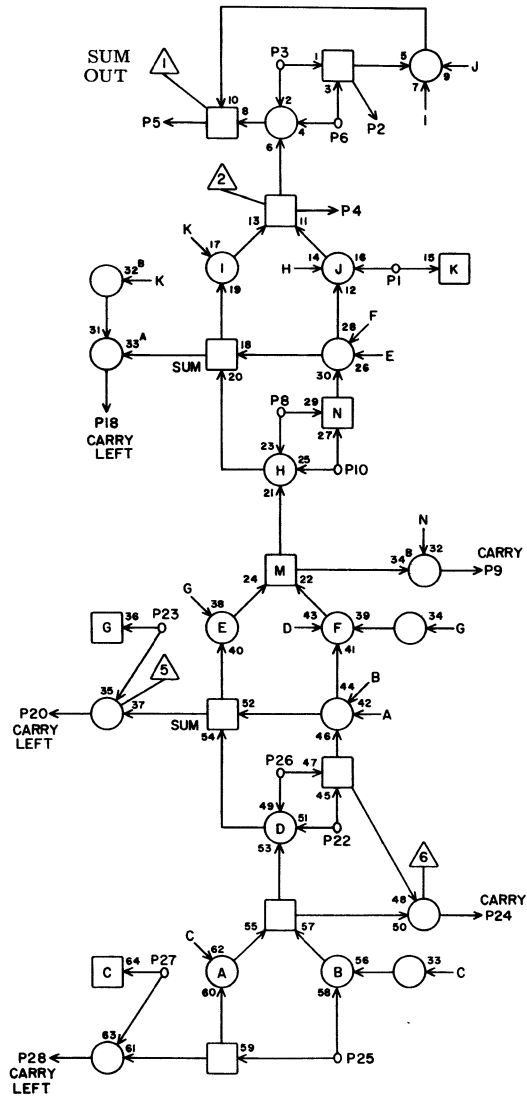 SUM
OUT
1
P3
1
5
J
9
3
7
I
10
P5
8
2
4
6
P6
P2
2
13
11
P4
K
17
I
19
H
14
J
16
12
P1
15
K
32 B
K
31
33 A
SUM
18
20
F
28
E
26
30
P18
CARRY
LEFT
P8
29
N
27
23
H
25
21
P10
N
M
24
22
34 B
32
CARRY
P9
G
38
E
40
D
43
F
39
41
34
G
G
36
P23
5
35
37
P20
CARRY
LEFT
SUM
52
54
B
44
42
A
46
P26
47
45
49
D
51
53
P22
6
48
50
CARRY
P24
55
57
C
62
A
60
B
56
58
33
C
C
64
P27
63
61
P28
CARRY
LEFT
59
P25